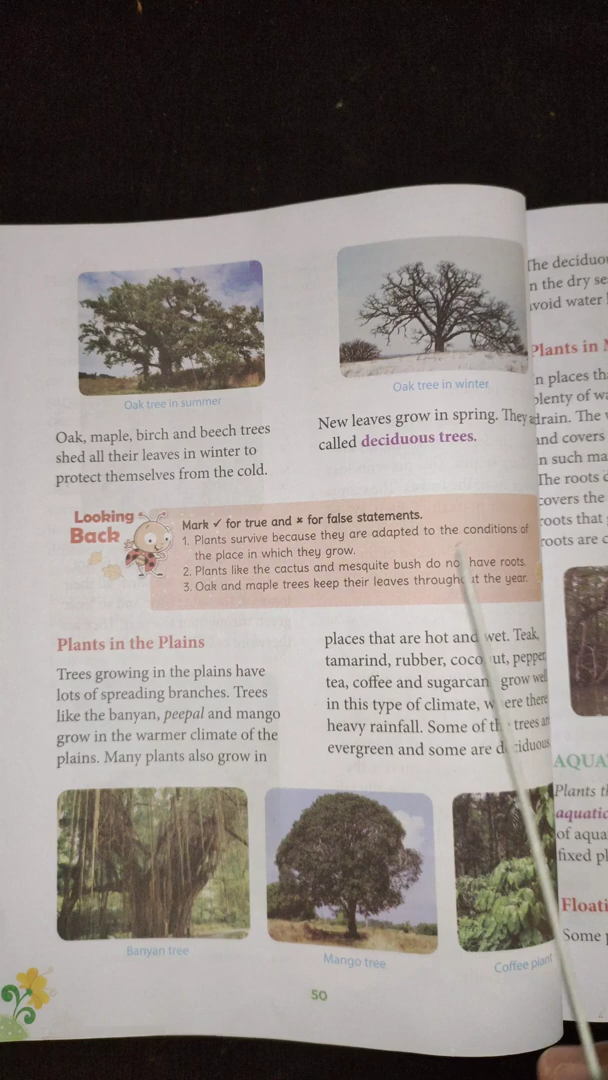 Oak tree in summer
Oak, maple, birch and beech trees
shed all their leaves in winter to
protect themselves from the cold.
Oak tree in winter
New leaves grow in spring. They a
called deciduous trees.
Looking
Back
Mark ✓ for true and ✗ for false statements.
1. Plants survive because they are adapted to the conditions of
the place in which they grow.
2. Plants like the cactus and mesquite bush do no have roots.
3. Oak and maple trees keep their leaves throughout the year.
Plants in the Plains
Trees growing in the plains have
lots of spreading branches. Trees
like the banyan, peepal and mango
grow in the warmer climate of the
plains. Many plants also grow in
places that are hot and wet. Teak,
tamarind, rubber, coco ut, pepper,
tea, coffee and sugarcan grow well
in this type of climate, w ere there
heavy rainfall. Some of th trees ar
evergreen and some are d ciduous
Banyan tree
Mango tree
Coffee plant
50
The deciduo
n the dry se
void water
Plants in
n places th
plenty of wa
drain. The
and covers
n such ma
The roots
covers the
roots that
roots are c
AQUA
Plants th
aquatic
of aqua
fixed pl
Floati
Some